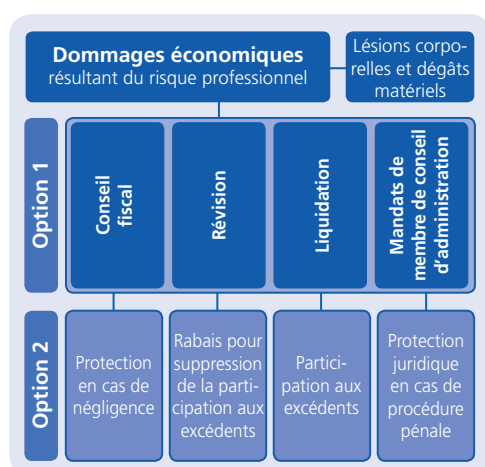 Dommages économiques
résultant du risque professionnel
Lésions corpo-
relles et dégâts
matériels
Option 1
Conseil
fiscal
Révision
Liquidation
Mandats de
membre de conseil
d'administration
Option 2
Protection
en cas de
négligence
Rabais pour
suppression
de la parti-
cipation aux
excédents
Partici-
pation aux
excédents
Protection
juridique
en cas de
procédure
pénale